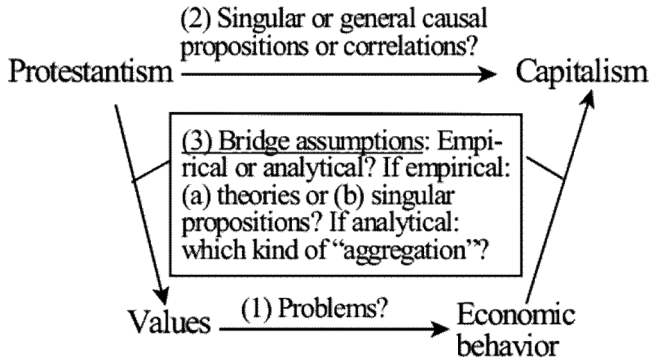 (2) Singular or general causal
propositions or correlations?
Protestantism
Capitalism
(3) Bridge assumptions: Empi-
rical or analytical? If empirical:
(a) theories or (b) singular
propositions? If analytical:
which kind of “aggregation”?
Values
(1) Problems?
Economic
behavior